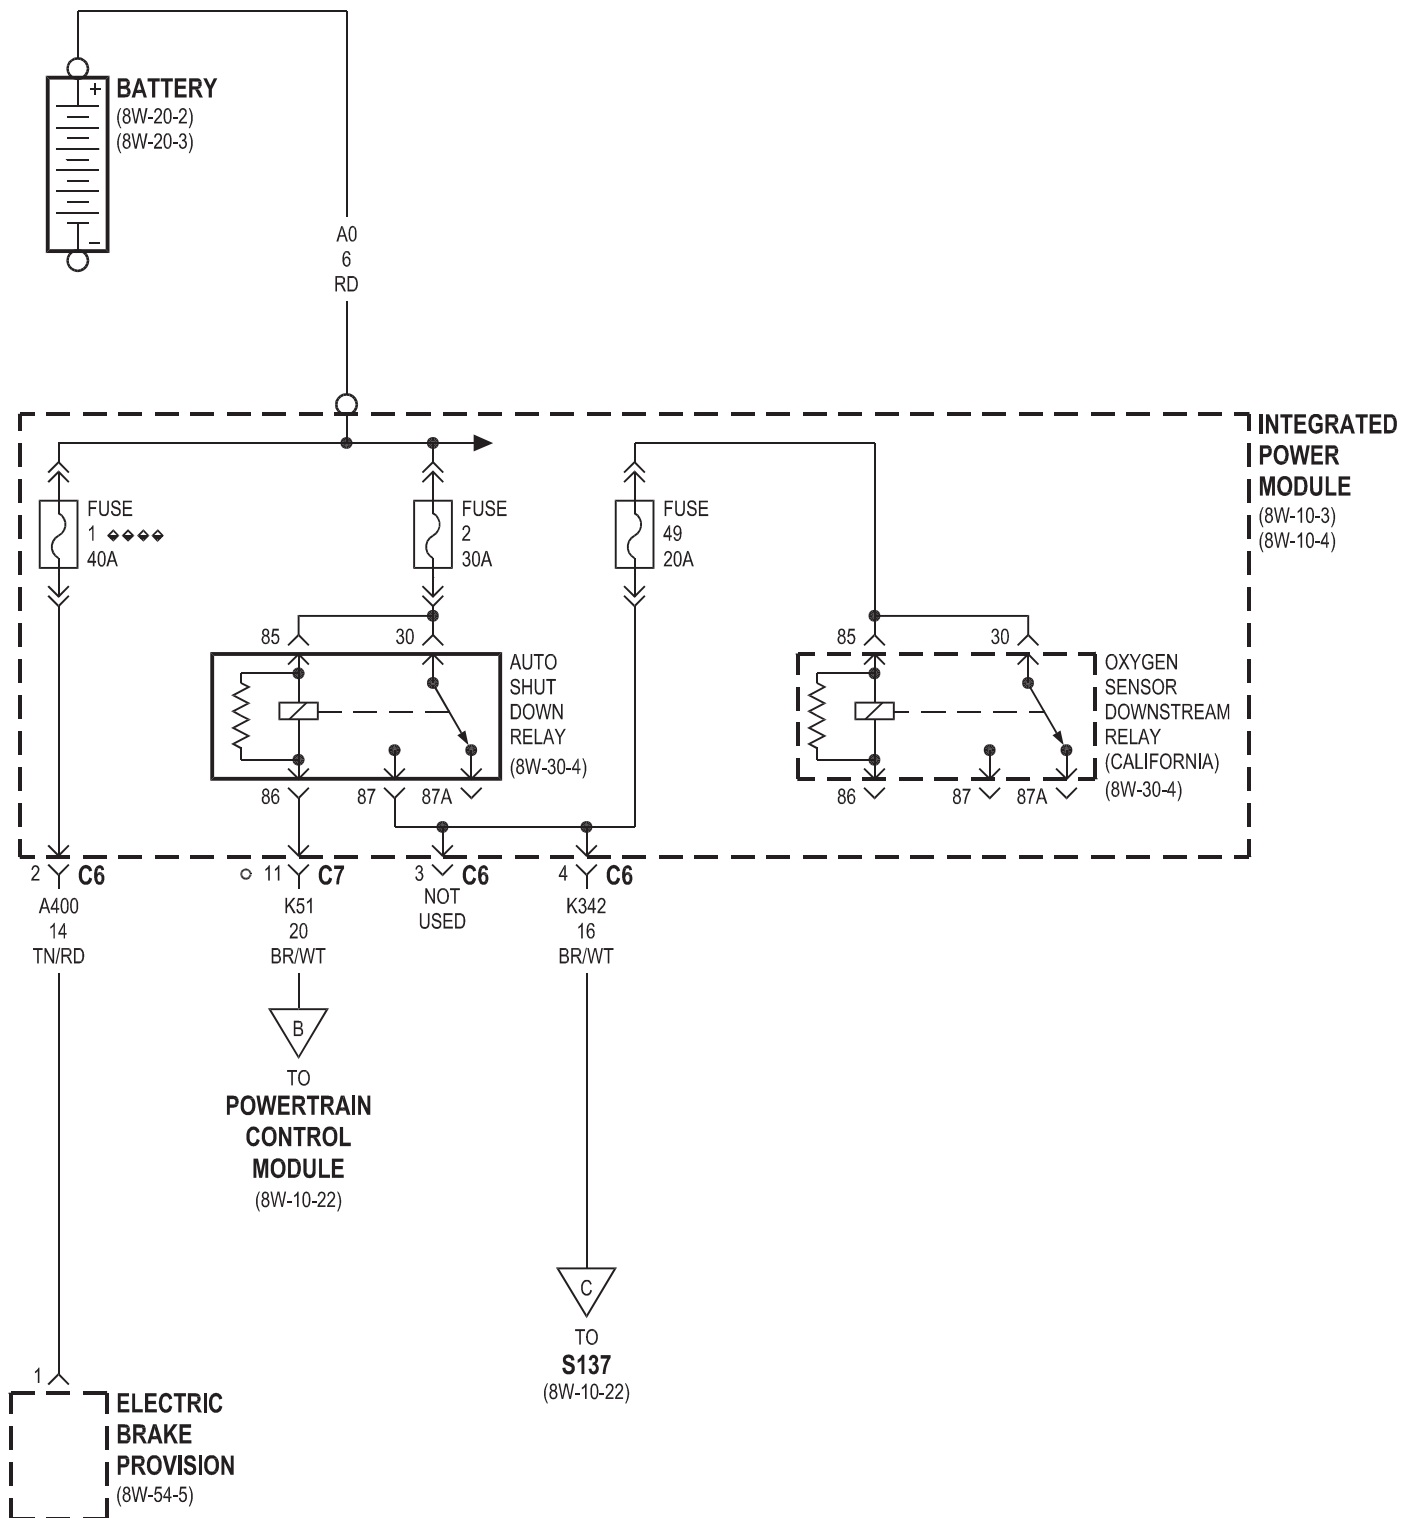 BATTERY
(8W-20-2)
(8W-20-3)
+
−
A0
6
RD
INTEGRATED
POWER
MODULE
(8W-10-3)
(8W-10-4)
FUSE
1
40A
FUSE
2
30A
FUSE
49
20A
85
30
AUTO
SHUT
DOWN
RELAY
(8W-30-4)
86
87
87A
85
30
OXYGEN
SENSOR
DOWNSTREAM
RELAY
(CALIFORNIA)
(8W-30-4)
86
87
87A
2 C6
A400
14
TN/RD
11 C7
K51
20
BR/WT
3 C6
NOT
USED
4 C6
K342
16
BR/WT
B
TO
POWERTRAIN
CONTROL
MODULE
(8W-10-22)
C
TO
S137
(8W-10-22)
1
ELECTRIC
BRAKE
PROVISION
(8W-54-5)